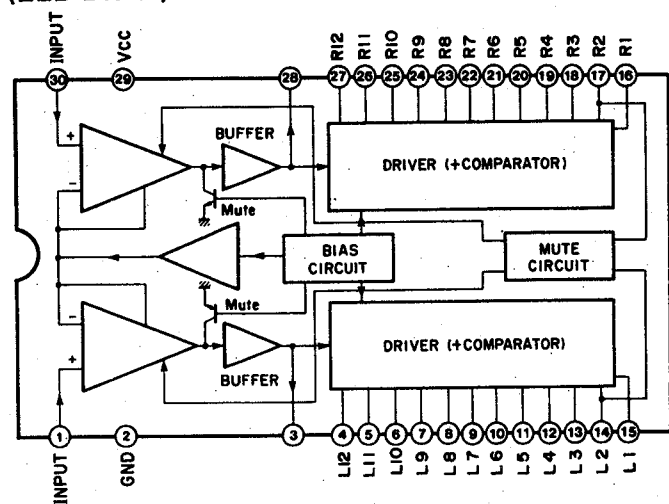 INPUT VCC R12 R11 R10 R9 R8 R7 R6 R5 R4 R3 R2 R1
30 29 28 27 26 25 24 23 22 21 20 19 18 17 16
BUFFER
+
DRIVER (+COMPARATOR)
−
Mute
BIAS CIRCUIT
MUTE CIRCUIT
Mute
−
DRIVER (+COMPARATOR)
+
BUFFER
1 2 3 4 5 6 7 8 9 10 11 12 13 14 15
INPUT GND L12 L11 L10 L9 L8 L7 L6 L5 L4 L3 L2 L1